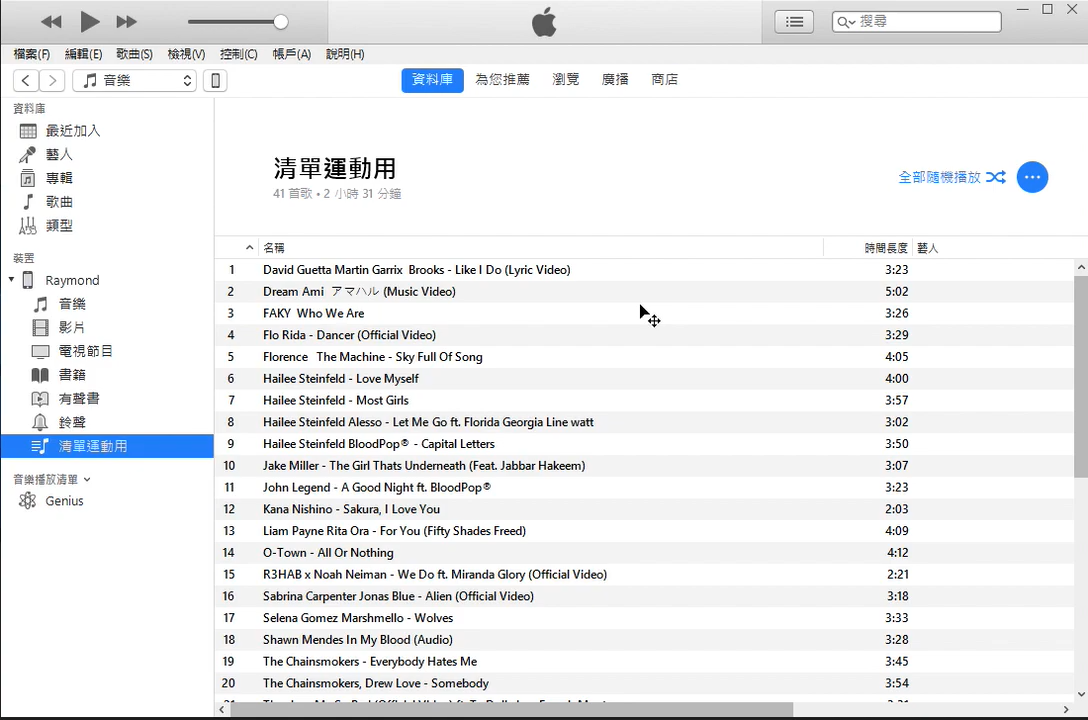 搜尋
檔案(F) 編輯(E) 歌曲(S) 檢視(V) 控制(C) 帳戶(A) 說明(H)
音樂 資料庫 為您推薦 瀏覽 廣播 商店
資料庫
最近加入
藝人
專輯
歌曲
類型
裝置
Raymond
音樂
影片
電視節目
書籍
有聲書
鈴聲
清單運動用
音樂播放清單
Genius
清單運動用
41 首歌 • 2 小時 31 分鐘
全部隨機播放
名稱 時間長度 藝人
1 David Guetta Martin Garrix Brooks - Like I Do (Lyric Video) 3:23
2 Dream Ami アマハル (Music Video) 5:02
3 FAKY Who We Are 3:26
4 Flo Rida - Dancer (Official Video) 3:29
5 Florence The Machine - Sky Full Of Song 4:05
6 Hailee Steinfeld - Love Myself 4:00
7 Hailee Steinfeld - Most Girls 3:57
8 Hailee Steinfeld Alesso - Let Me Go ft. Florida Georgia Line watt 3:02
9 Hailee Steinfeld BloodPop® - Capital Letters 3:50
10 Jake Miller - The Girl Thats Underneath (Feat. Jabbar Hakeem) 3:07
11 John Legend - A Good Night ft. BloodPop® 3:23
12 Kana Nishino - Sakura, I Love You 2:03
13 Liam Payne Rita Ora - For You (Fifty Shades Freed) 4:09
14 O-Town - All Or Nothing 4:12
15 R3HAB x Noah Neiman - We Do ft. Miranda Glory (Official Video) 2:21
16 Sabrina Carpenter Jonas Blue - Alien (Official Video) 3:18
17 Selena Gomez Marshmello - Wolves 3:33
18 Shawn Mendes In My Blood (Audio) 3:28
19 The Chainsmokers - Everybody Hates Me 3:45
20 The Chainsmokers, Drew Love - Somebody 3:54